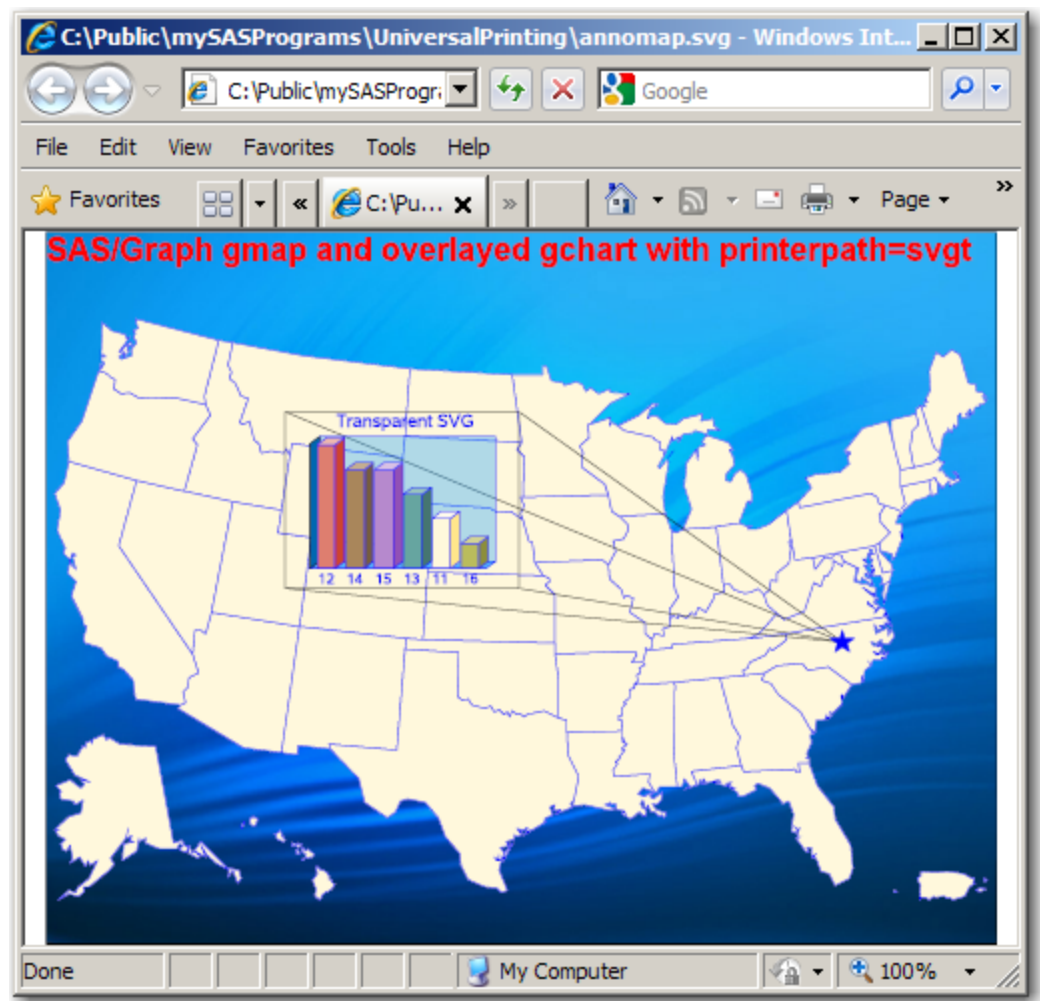 C:\Public\mySASPrograms\UniversalPrinting\annomap.svg - Windows Int...
C:\Public\mySASProgr
Google
File Edit View Favorites Tools Help
Favorites
C:\Pu...
Page
SAS/Graph gmap and overlayed gchart with printerpath=svgt
Transparent SVG
12 14 15 13 11 16
Done
My Computer
100%